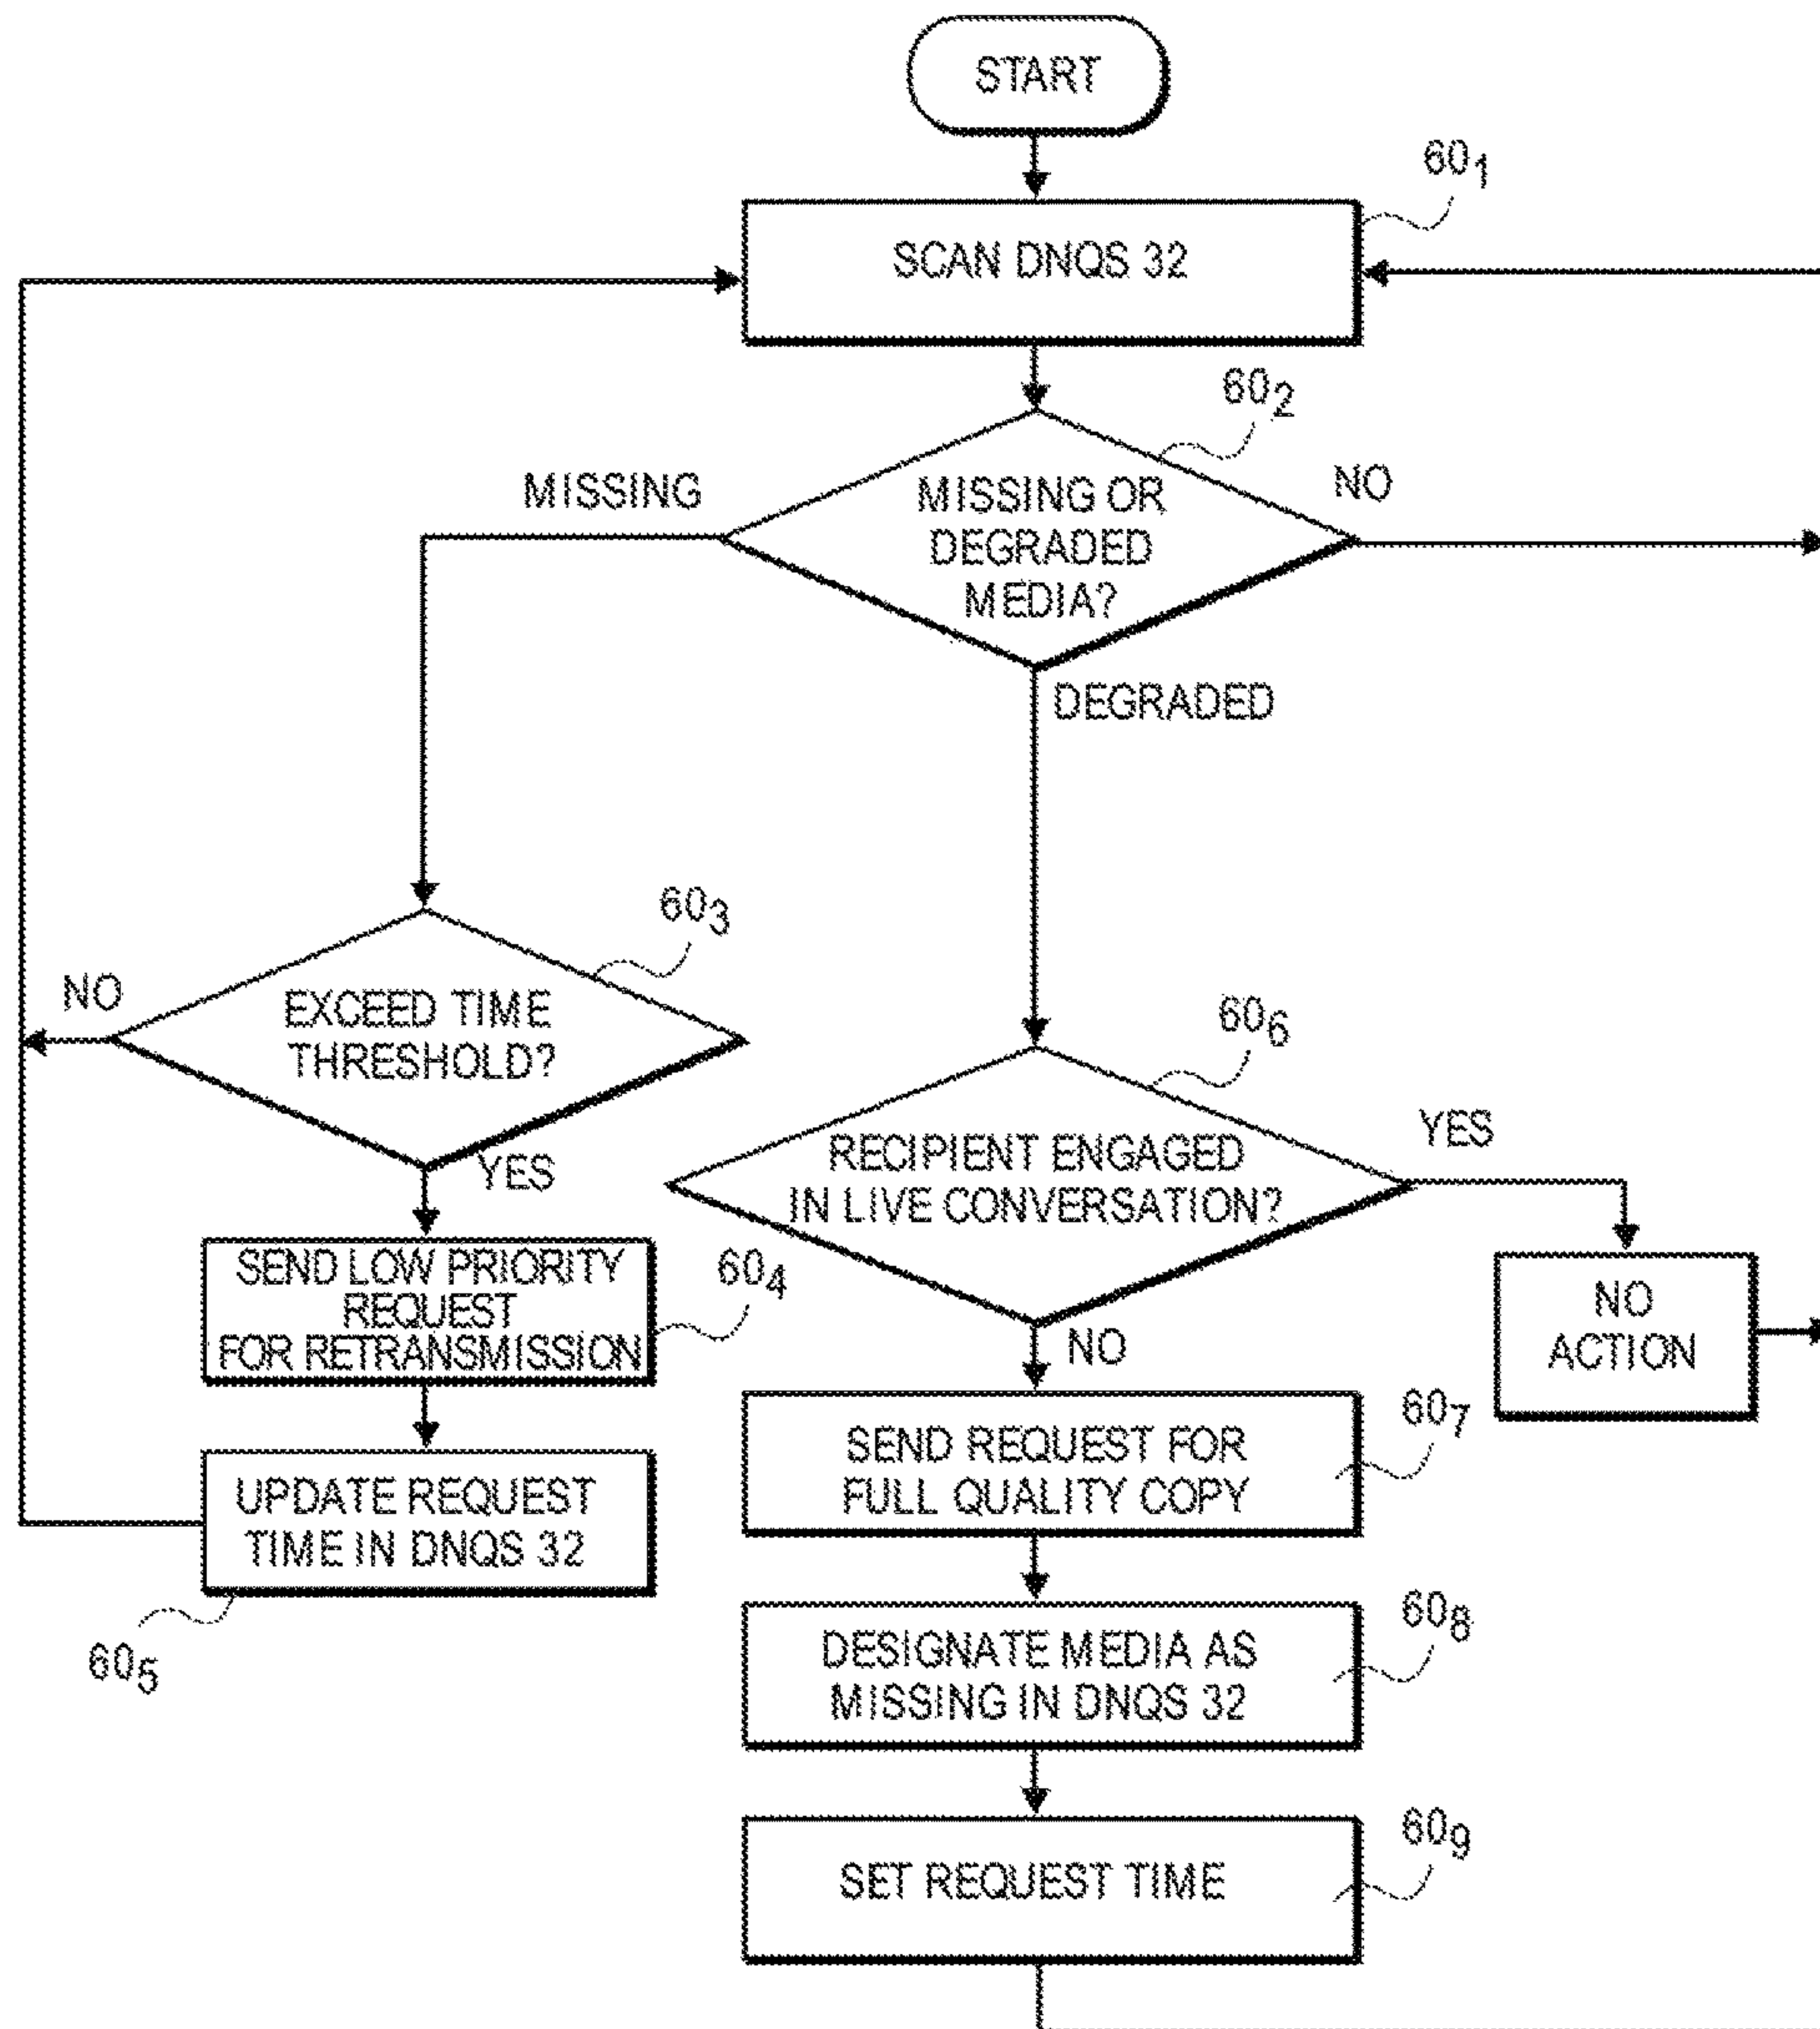 START
60₁
SCAN DNQS 32
60₂
MISSING
MISSING OR
DEGRADED
MEDIA?
NO
DEGRADED
60₃
NO
EXCEED TIME
THRESHOLD?
YES
60₆
RECIPIENT ENGAGED
IN LIVE CONVERSATION?
YES
NO
SEND LOW PRIORITY
REQUEST
FOR RETRANSMISSION
60₄
NO
ACTION
60₇
SEND REQUEST FOR
FULL QUALITY COPY
UPDATE REQUEST
TIME IN DNQS 32
60₅
60₈
DESIGNATE MEDIA AS
MISSING IN DNQS 32
60₉
SET REQUEST TIME